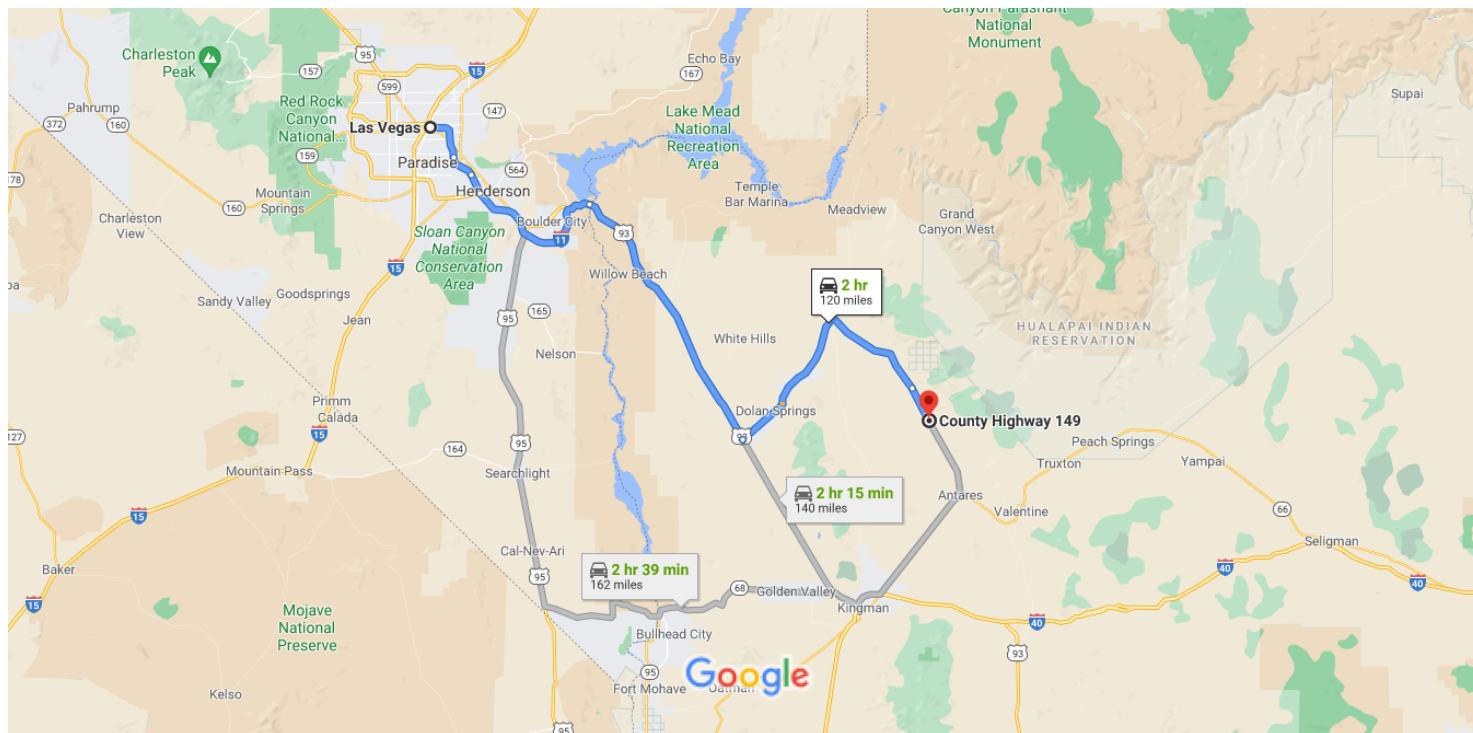 Canyon Parashant
National
Monument
Charleston
Peak
95
15
Echo Bay
167
157
599
Pahrump
160
372
Red Rock
Canyon
National...
147
Lake Mead
National
Recreation
Area
Supai
Las Vegas
159
Paradise
564
178
Mountain
Springs
Henderson
Temple
Bar Marina
Meadview
160
Charleston
View
Boulder City
11
93
Grand
Canyon West
Sloan Canyon
National
Conservation
Area
15
Willow Beach
2 hr
120 miles
Sandy Valley
Goodsprings
Jean
95
165
Nelson
White Hills
HUALAPAI INDIAN
RESERVATION
Primm
Calada
15
Dolan Springs
County Highway 149
127
93
95
164
Peach Springs
Truxton
Yampai
Mountain Pass
Searchlight
2 hr 15 min
140 miles
Antares
Valentine
66
15
Seligman
Cal-Nev-Ari
Baker
95
2 hr 39 min
162 miles
40
40
68
Golden Valley
Kingman
15
40
Mojave
National
Preserve
Bullhead City
93
95
Google
Kelso
Fort Mohave
Oatman
95